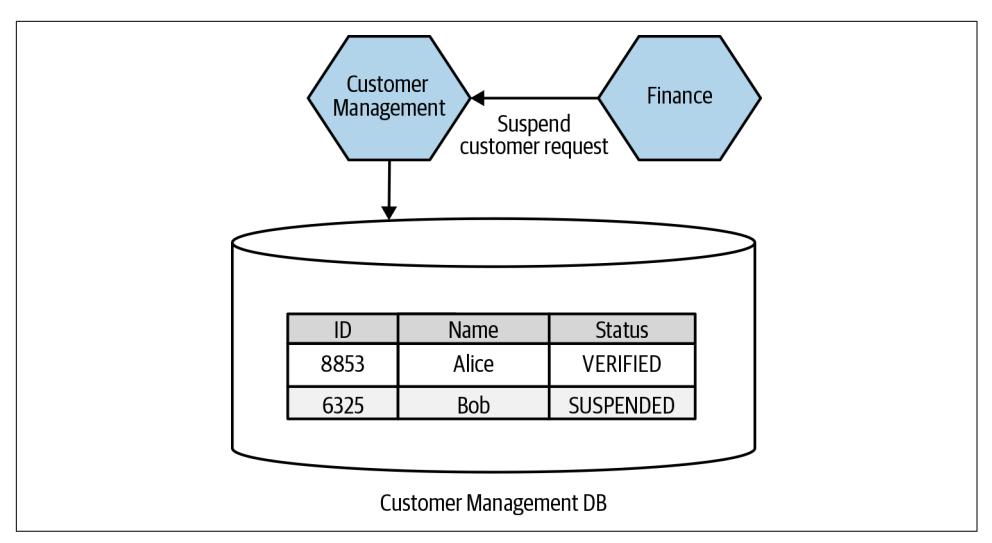 Customer
Management
Finance
Suspend
customer request
ID Name Status
8853 Alice VERIFIED
6325 Bob SUSPENDED
Customer Management DB